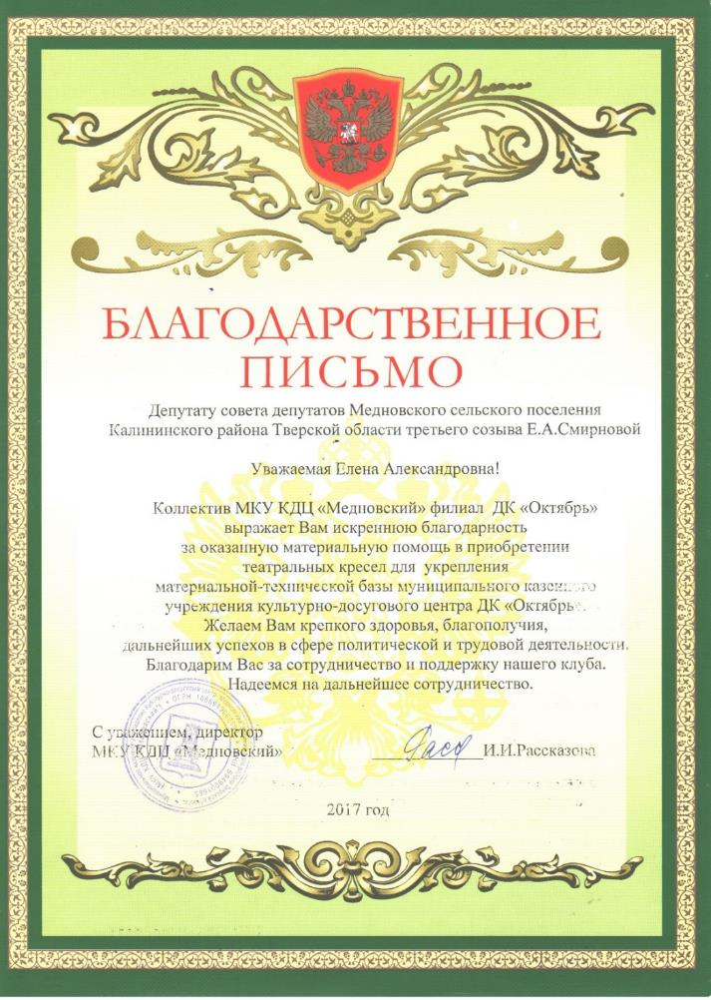 БЛАГОДАРСТВЕННОЕ
ПИСЬМО
Депутату совета депутатов Медновского сельского поселения
Калининского района Тверской области третьего созыва Е.А.Смирновой
Уважаемая Елена Александровна!
Коллектив МКУ КДЦ «Медновский» филиал ДК «Октябрь»
выражает Вам искреннюю благодарность
за оказанную материальную помощь в приобретении
театральных кресел для укрепления
материальной-технической базы муниципального казенного
учреждения культурно-досугового центра ДК «Октябрь».
Желаем Вам крепкого здоровья, благополучия,
дальнейших успехов в сфере политической и трудовой деятельности.
Благодарим Вас за сотрудничество и поддержку нашего клуба.
Надеемся на дальнейшее сотрудничество.
С уважением, директор
МКУ КДЦ «Медновский» И.И.Рассказова
2017 год